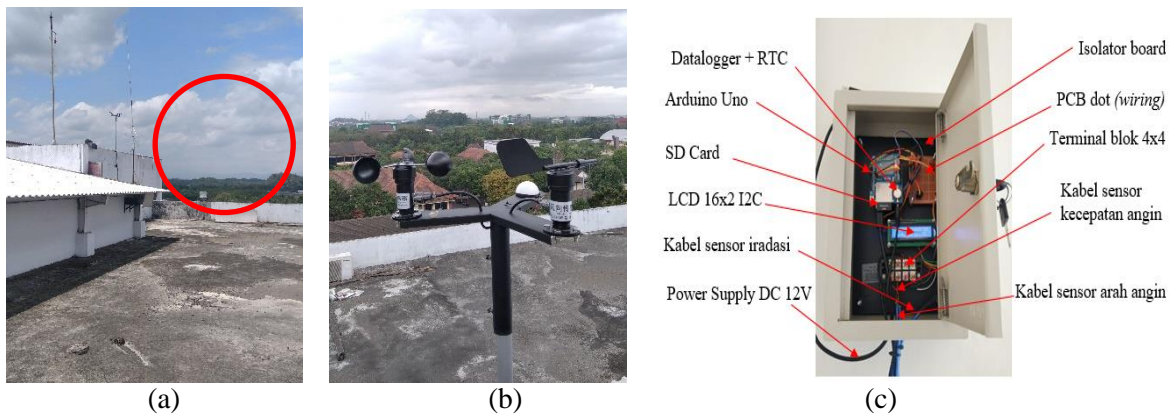 Datalogger + RTC
Arduino Uno
SD Card
LCD 16x2 I2C
Kabel sensor iradasi
Power Supply DC 12V
Isolator board
PCB dot (wiring)
Terminal blok 4x4
Kabel sensor
kecepatan angin
Kabel sensor arah angin
(a)
(b)
(c)